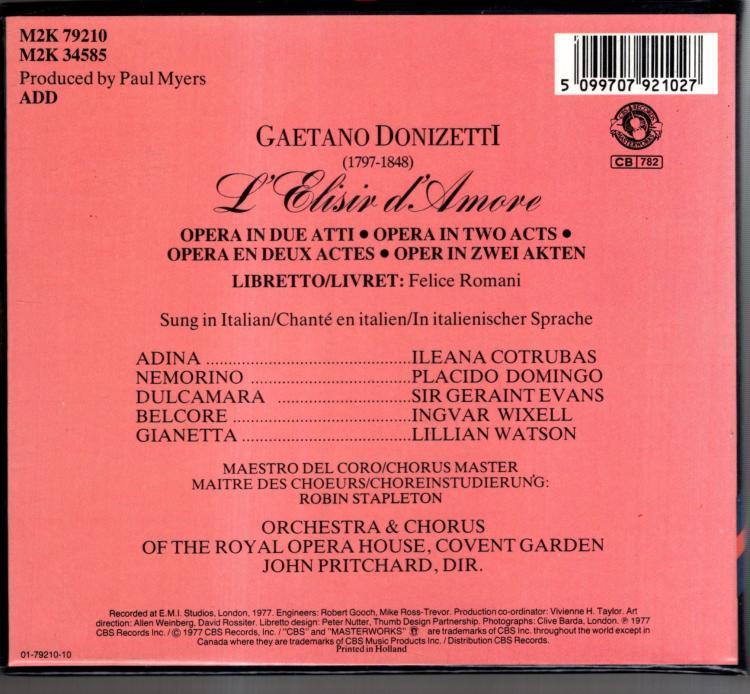 M2K 79210
M2K 34585
Produced by Paul Myers
ADD
5 099707 921027
CB 782
GAETANO DONIZETTI
(1797-1848)
L'Elisir d'Amore
OPERA IN DUE ATTI • OPERA IN TWO ACTS •
OPERA EN DEUX ACTES • OPER IN ZWEI AKTEN
LIBRETTO/LIVRET: Felice Romani
Sung in Italian/Chanté en italien/In italienischer Sprache
ADINA ........................................ILEANA COTRUBAS
NEMORINO ..............................PLACIDO DOMINGO
DULCAMARA .........................SIR GERAINT EVANS
BELCORE ....................................INGVAR WIXELL
GIANETTA .................................LILLIAN WATSON
MAESTRO DEL CORO/CHORUS MASTER
MAITRE DES CHOEURS/CHOREINSTUDIERUNG:
ROBIN STAPLETON
ORCHESTRA & CHORUS
OF THE ROYAL OPERA HOUSE, COVENT GARDEN
JOHN PRITCHARD, DIR.
Recorded at E.M.I. Studios, London, 1977. Engineers: Robert Gooch, Mike Ross-Trevor. Production co-ordinator: Vivienne H. Taylor. Art
direction: Allen Weinberg, David Rossiter. Libretto design: Peter Nutter, Thumb Design Partnership. Photographs: Clive Barda, London. ℗ 1977
CBS Records Inc. / © 1977 CBS Records, Inc. / "CBS" and "MASTERWORKS" are trademarks of CBS Inc. throughout the world except in
Canada where they are trademarks of CBS Music Products Inc. / Distribution CBS Records.
Printed in Holland
01-79210-10